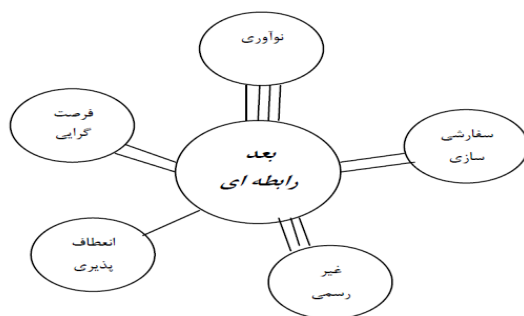 نوآوری
فرصت
گرایی
سفارشی
سازی
بعد
رابطه ای
انعطاف
پذیری
غیر
رسمی